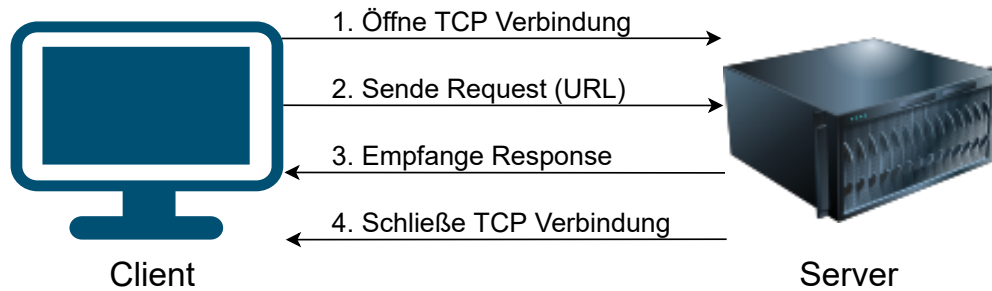 1. Öffne TCP Verbindung
2. Sende Request (URL)
3. Empfange Response
4. Schließe TCP Verbindung
Client
Server